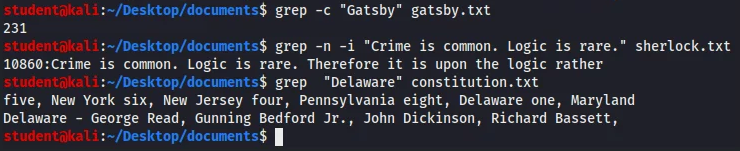 student@kali:~/Desktop/documents$ grep -c "Gatsby" gatsby.txt
231
student@kali:~/Desktop/documents$ grep -n -i "Crime is common. Logic is rare." sherlock.txt
10860:Crime is common. Logic is rare. Therefore it is upon the logic rather
student@kali:~/Desktop/documents$ grep  "Delaware" constitution.txt
five, New York six, New Jersey four, Pennsylvania eight, Delaware one, Maryland
Delaware - George Read, Gunning Bedford Jr., John Dickinson, Richard Bassett,
student@kali:~/Desktop/documents$